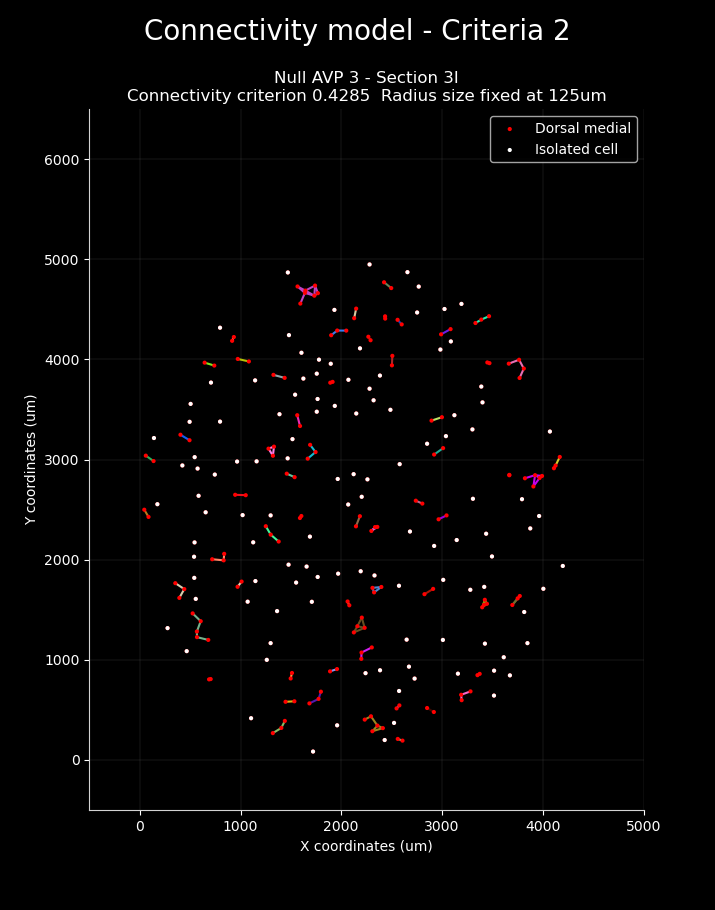 Connectivity model - Criteria 2
Null AVP 3 - Section 3I
Connectivity criterion 0.4285  Radius size fixed at 125um
Dorsal medial
Isolated cell
6000
5000
4000
3000
2000
1000
0
Y coordinates (um)
0 1000 2000 3000 4000 5000
X coordinates (um)